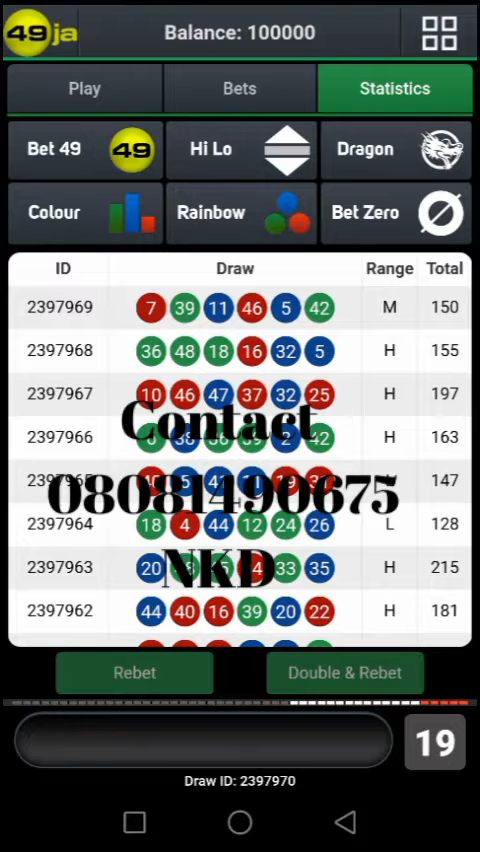 49ja
Balance: 100000
Play Bets Statistics
Bet 49 49 Hi Lo Dragon
Colour Rainbow Bet Zero
ID Draw Range Total
2397969 7 39 11 46 5 42 M 150
2397968 36 48 18 16 32 5 H 155
2397967 10 46 47 37 32 25 H 197
Contact
2397966 38 2 42 H 163
147
08081490675
2397964 18 4 44 12 24 26 L 128
2397963 20 33 35 H 215
NKD
2397962 44 40 16 39 20 22 H 181
Rebet Double & Rebet
19
Draw ID: 2397970